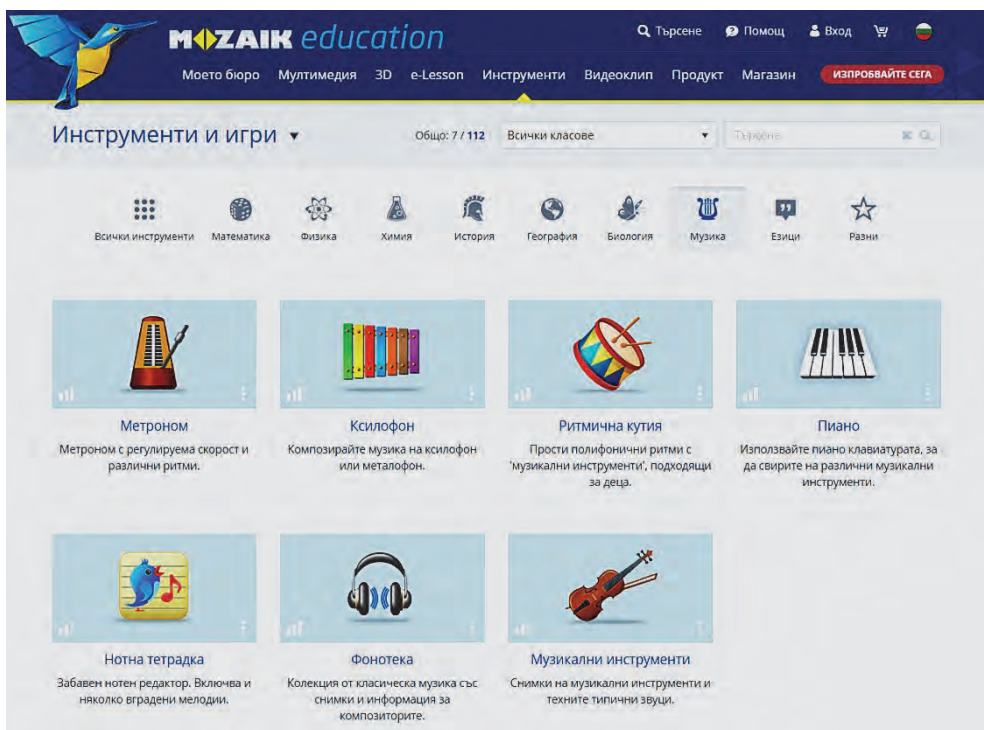 MOZAIK education
Търсене Помощ Вход
Моето бюро Мултимедия 3D e-Lesson Инструменти Видеоклип Продукт Магазин ИЗПРОБВАЙТЕ СЕГА
Инструменти и игри Общо: 7 / 112 Всички класове Търсене
Всички инструменти Математика Физика Химия История География Биология Музика Езици Разни
Метроном
Метроном с регулируема скорост и
различни ритми.
Ксилофон
Композирайте музика на ксилофон
или металофон.
Ритмична кутия
Прости полифонични ритми с
'музикални инструменти', подходящи
за деца.
Пиано
Използвайте пиано клавиатурата, за
да свирите на различни музикални
инструменти.
Нотна тетрадка
Забавен нотен редактор. Включва и
няколко вградени мелодии.
Фонотека
Колекция от класическа музика със
снимки и информация за
композиторите.
Музикални инструменти
Снимки на музикални инструменти и
техните типични звуци.